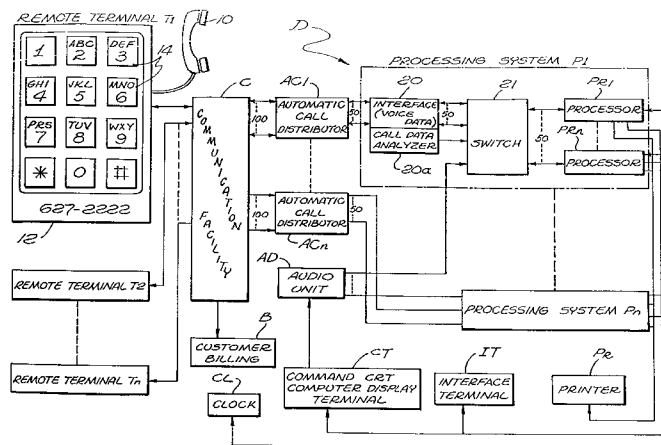 REMOTE TERMINAL T1
10
D
PROCESSING SYSTEM P1
1
ABC
2
DEF
3
14
GHI
4
JKL
5
MNO
6
PRS
7
TUV
8
WXY
9
*
0
#
627-2222
12
C
COMMUNICATION FACILITY
100
AC1
AUTOMATIC
CALL
DISTRIBUTOR
50
20
INTERFACE
(VOICE
DATA)
50
CALL DATA
ANALYZER
20a
21
SWITCH
50
PR1
PROCESSOR
PRn
PROCESSOR
100
AUTOMATIC
CALL
DISTRIBUTOR
50
ACn
AD
AUDIO
UNIT
PROCESSING SYSTEM Pn
REMOTE TERMINAL T2
REMOTE TERMINAL Tn
B
CUSTOMER
BILLING
CL
CLOCK
CT
COMMAND CRT
COMPUTER DISPLAY
TERMINAL
IT
INTERFACE
TERMINAL
PR
PRINTER